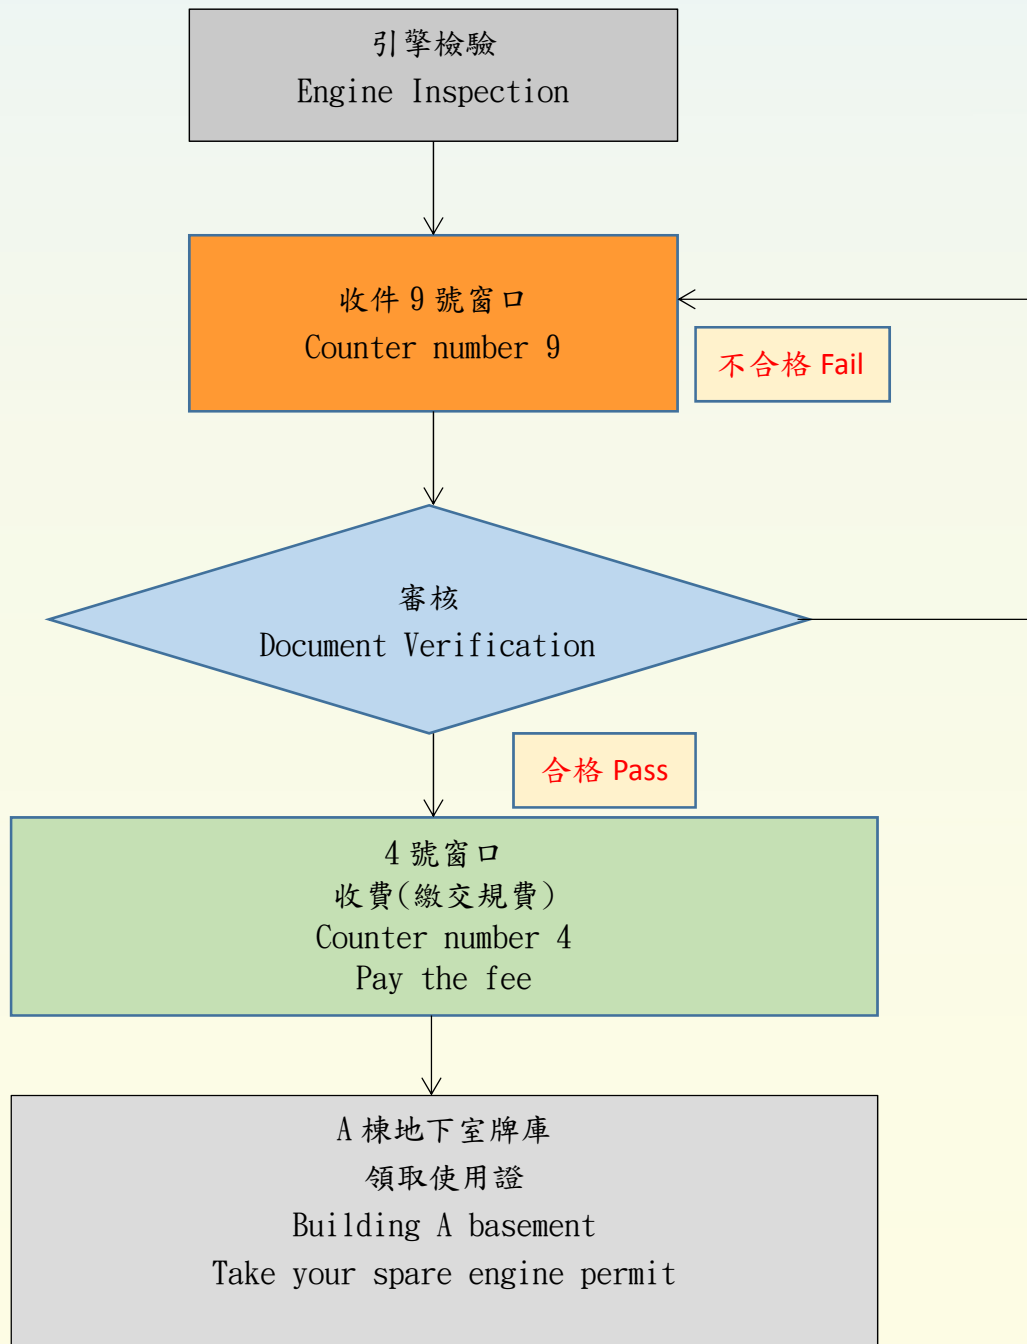 引擎檢驗
Engine Inspection
收件 9 號窗口
Counter number 9
不合格 Fail
審核
Document Verification
合格 Pass
4 號窗口
收費(繳交規費)
Counter number 4
Pay the fee
A 棟地下室牌庫
領取使用證
Building A basement
Take your spare engine permit